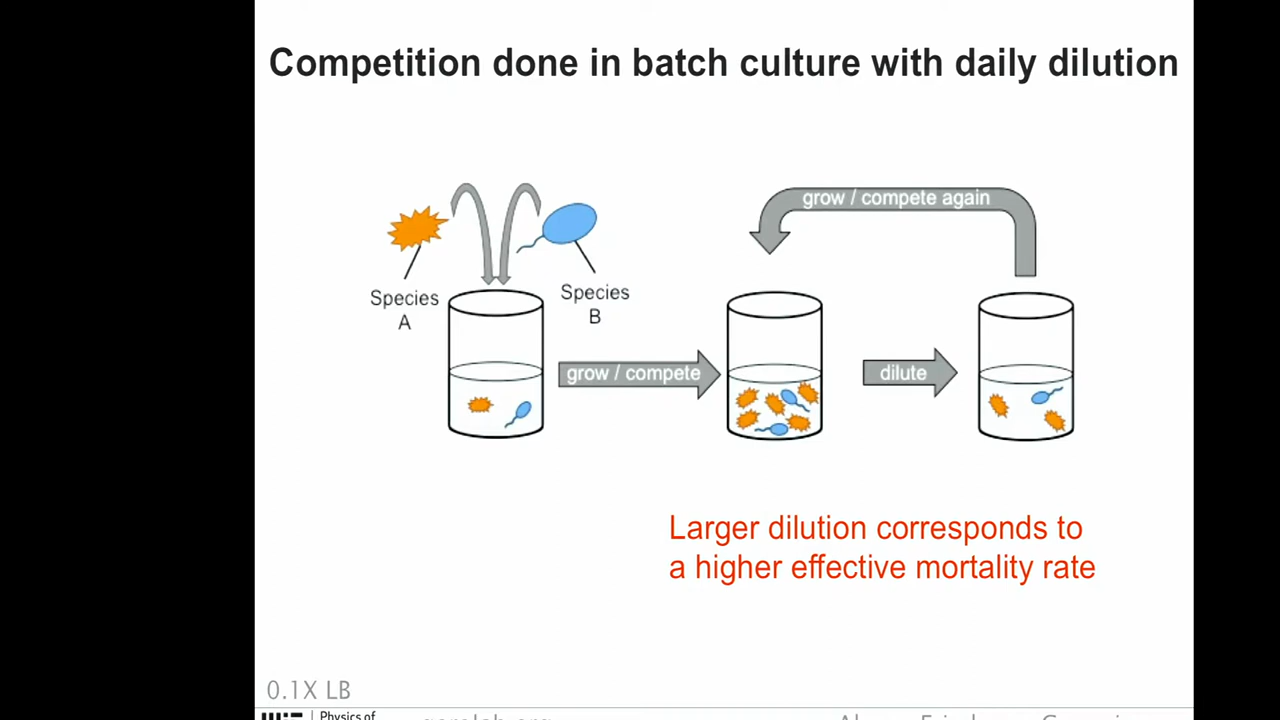 Competition done in batch culture with daily dilution
grow / compete again
Species
A
Species
B
grow / compete
dilute
Larger dilution corresponds to
a higher effective mortality rate
0.1X LB
Physics of